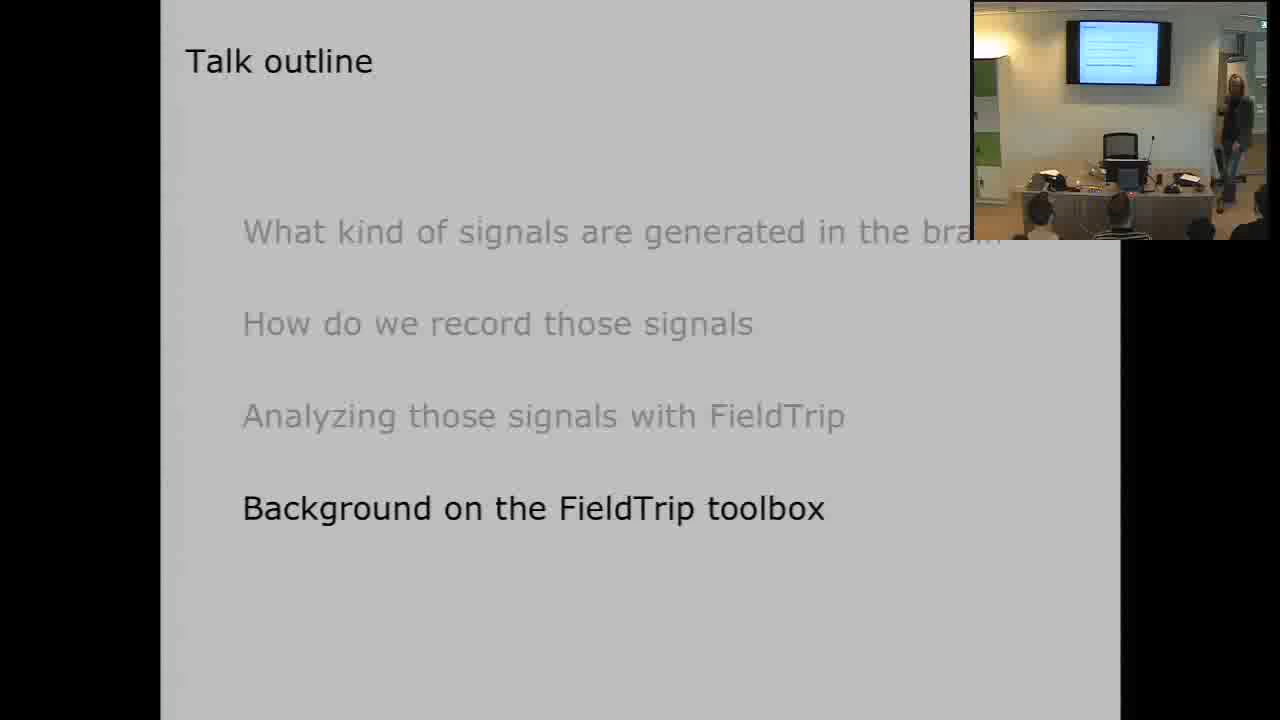 Talk outline
What kind of signals are generated in the brain
How do we record those signals
Analyzing those signals with FieldTrip
Background on the FieldTrip toolbox